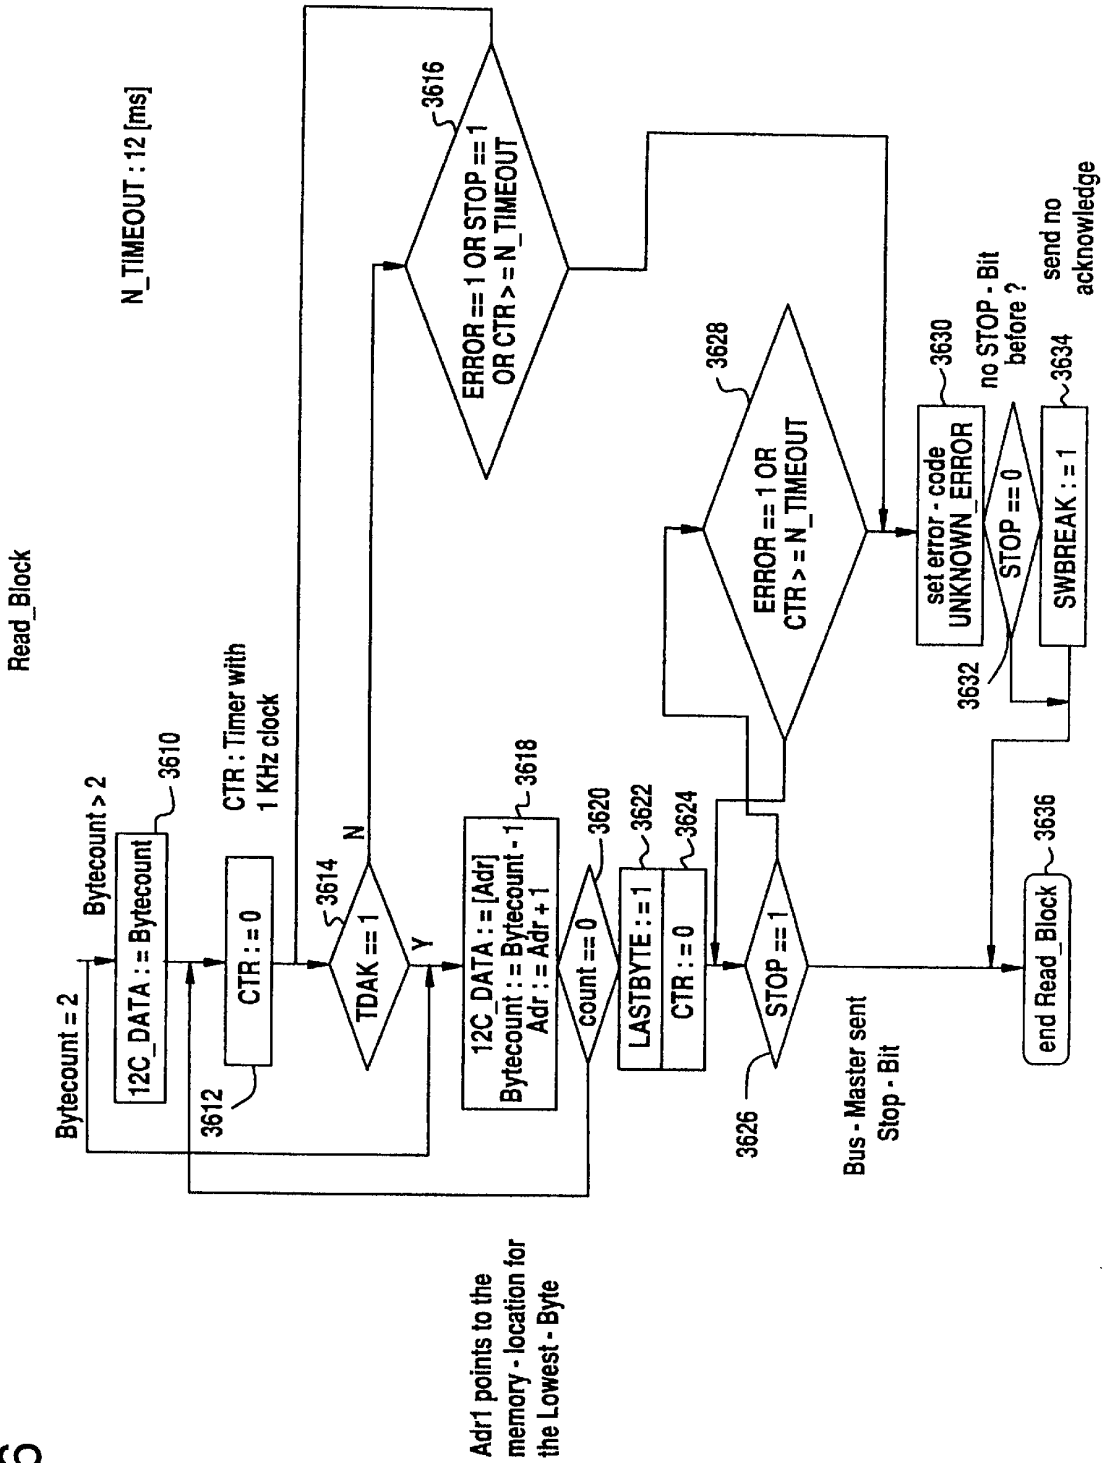 Read_Block
N_TIMEOUT : 12 [ms]
Bytecount = 2
Bytecount > 2
12C_DATA := Bytecount
3610
CTR : Timer with
1 KHz clock
CTR : = 0
3612
TDAK == 1
3614
N
Y
ERROR == 1 OR STOP == 1
OR CTR > = N_TIMEOUT
3616
Adr1 points to the
memory - location for
the Lowest - Byte
12C_DATA := [Adr]
Bytecount := Bytecount - 1
Adr := Adr + 1
3618
count == 0
3620
LASTBYTE : = 1
3622
CTR : = 0
3624
STOP == 1
3626
Bus - Master sent
Stop - Bit
ERROR == 1 OR
CTR > = N_TIMEOUT
3628
set error - code
UNKNOWN_ERROR
3630
STOP == 0
3632
no STOP - Bit
before ?
SWBREAK : = 1
3634
send no
acknowledge
end Read_Block
3636